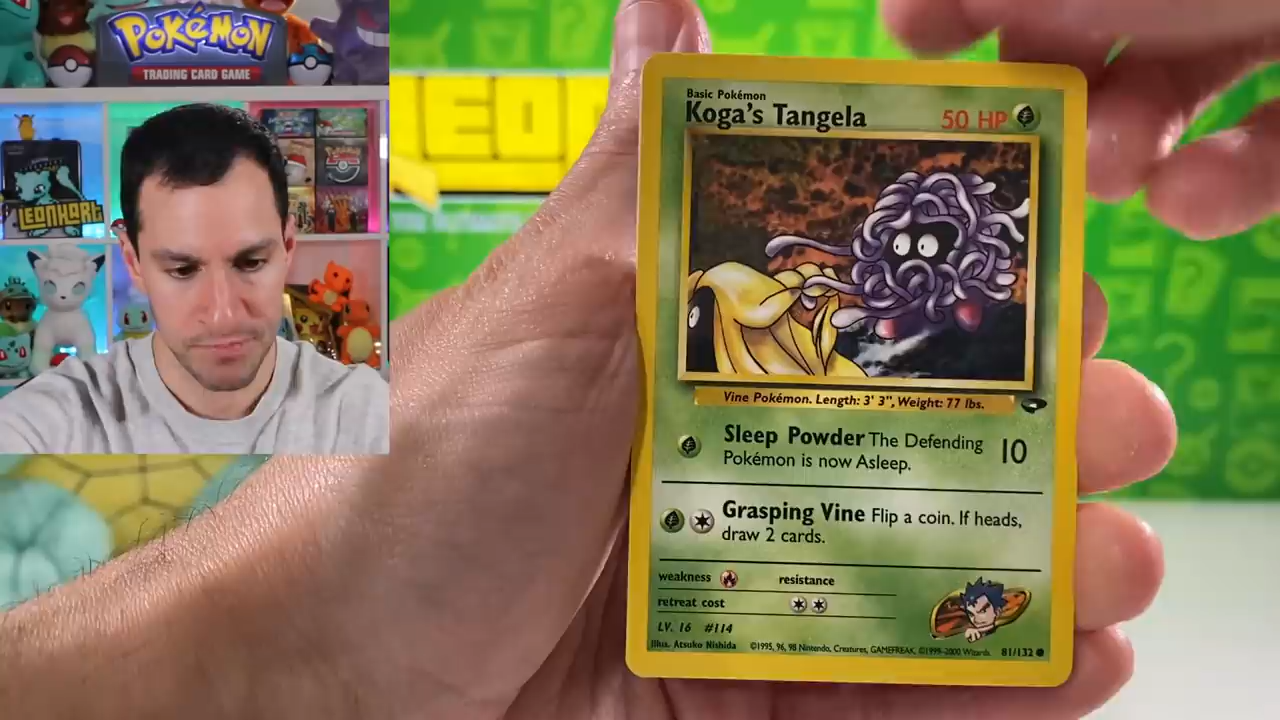 Pokémon
TRADING CARD GAME
LEONHART
LEON
Basic Pokémon
Koga's Tangela
50 HP
Vine Pokémon. Length: 3' 3", Weight: 77 lbs.
Sleep Powder The Defending
Pokémon is now Asleep.
10
Grasping Vine Flip a coin. If heads,
draw 2 cards.
weakness resistance
retreat cost
LV. 16 #114
Illus. Atsuko Nishida ©1995, 96, 98 Nintendo, Creatures, GAMEFREAK. ©1999-2000 Wizards. 81/132